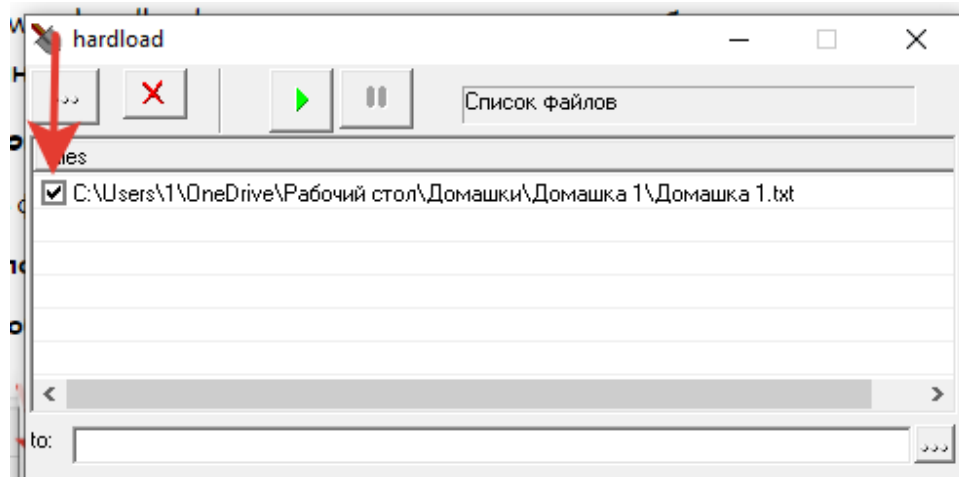 hardload
...
Список файлов
C:\Users\1\OneDrive\Рабочий стол\Домашки\Домашка 1\Домашка 1.txt
to:
...